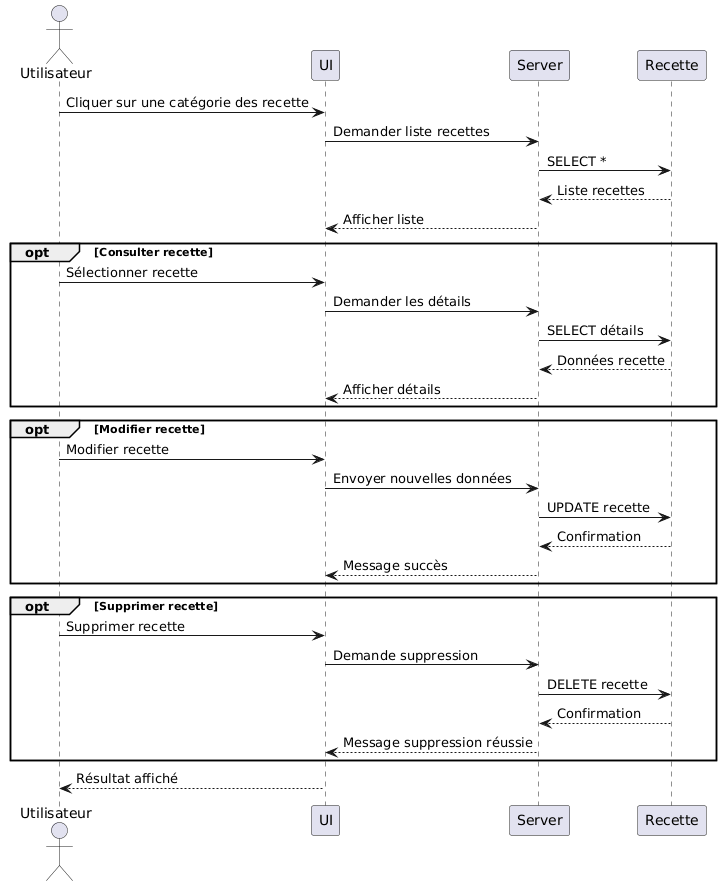 Utilisateur
UI
Server
Recette
Cliquer sur une catégorie des recette
Demander liste recettes
SELECT *
Liste recettes
Afficher liste
opt [Consulter recette]
Sélectionner recette
Demander les détails
SELECT détails
Données recette
Afficher détails
opt [Modifier recette]
Modifier recette
Envoyer nouvelles données
UPDATE recette
Confirmation
Message succès
opt [Supprimer recette]
Supprimer recette
Demande suppression
DELETE recette
Confirmation
Message suppression réussie
Résultat affiché
Utilisateur
UI
Server
Recette